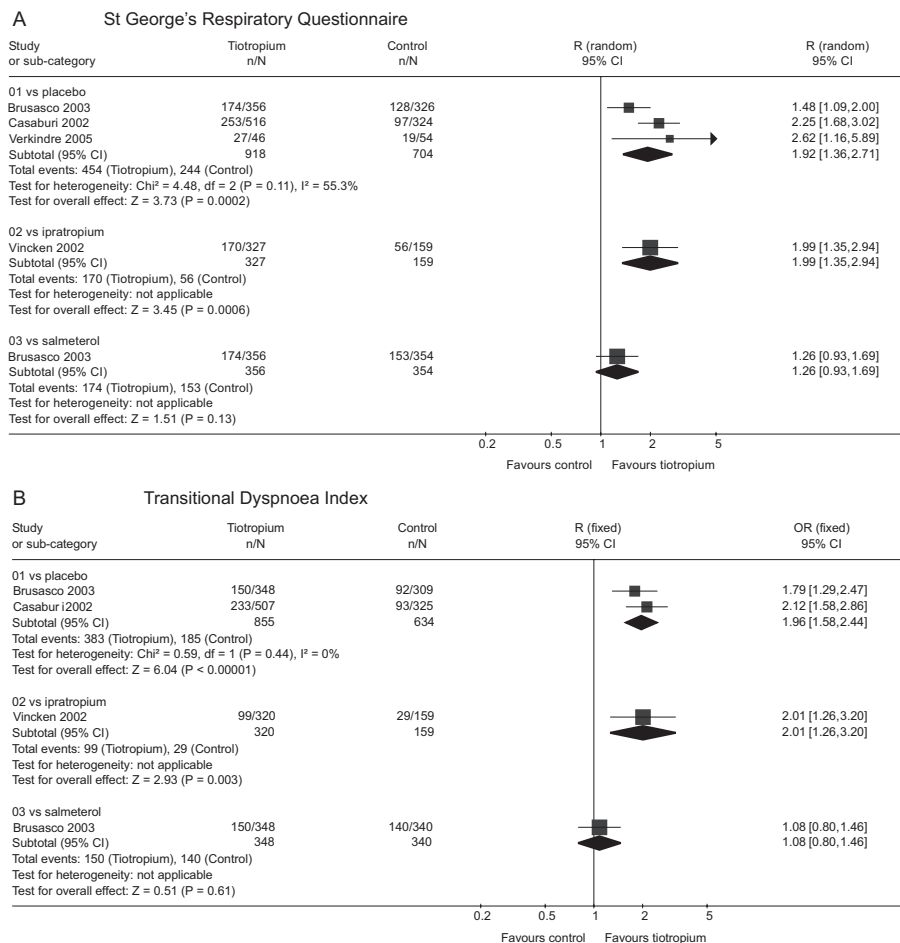 A St George's Respiratory Questionnaire
Study Tiotropium Control R (random) R (random)
or sub-category n/N n/N 95% CI 95% CI
01 vs placebo
Brusasco 2003 174/356 128/326 1.48 [1.09,2.00]
Casaburi 2002 253/516 97/324 2.25 [1.68,3.02]
Verkindre 2005 27/46 19/54 2.62 [1.16,5.89]
Subtotal (95% CI) 918 704 1.92 [1.36,2.71]
Total events: 454 (Tiotropium), 244 (Control)
Test for heterogeneity: Chi² = 4.48, df = 2 (P = 0.11), I² = 55.3%
Test for overall effect: Z = 3.73 (P = 0.0002)
02 vs ipratropium
Vincken 2002 170/327 56/159 1.99 [1.35,2.94]
Subtotal (95% CI) 327 159 1.99 [1.35,2.94]
Total events: 170 (Tiotropium), 56 (Control)
Test for heterogeneity: not applicable
Test for overall effect: Z = 3.45 (P = 0.0006)
03 vs salmeterol
Brusasco 2003 174/356 153/354 1.26 [0.93,1.69]
Subtotal (95% CI) 356 354 1.26 [0.93,1.69]
Total events: 174 (Tiotropium), 153 (Control)
Test for heterogeneity: not applicable
Test for overall effect: Z = 1.51 (P = 0.13)
0.2 0.5 1 2 5
Favours control Favours tiotropium
B Transitional Dyspnoea Index
Study Tiotropium Control R (fixed) OR (fixed)
or sub-category n/N n/N 95% CI 95% CI
01 vs placebo
Brusasco 2003 150/348 92/309 1.79 [1.29,2.47]
Casabur i2002 233/507 93/325 2.12 [1.58,2.86]
Subtotal (95% CI) 855 634 1.96 [1.58,2.44]
Total events: 383 (Tiotropium), 185 (Control)
Test for heterogeneity: Chi² = 0.59, df = 1 (P = 0.44), I² = 0%
Test for overall effect: Z = 6.04 (P < 0.00001)
02 vs ipratropium
Vincken 2002 99/320 29/159 2.01 [1.26,3.20]
Subtotal (95% CI) 320 159 2.01 [1.26,3.20]
Total events: 99 (Tiotropium), 29 (Control)
Test for heterogeneity: not applicable
Test for overall effect: Z = 2.93 (P = 0.003)
03 vs salmeterol
Brusasco 2003 150/348 140/340 1.08 [0.80,1.46]
Subtotal (95% CI) 348 340 1.08 [0.80,1.46]
Total events: 150 (Tiotropium), 140 (Control)
Test for heterogeneity: not applicable
Test for overall effect: Z = 0.51 (P = 0.61)
0.2 0.5 1 2 5
Favours control Favours tiotropium